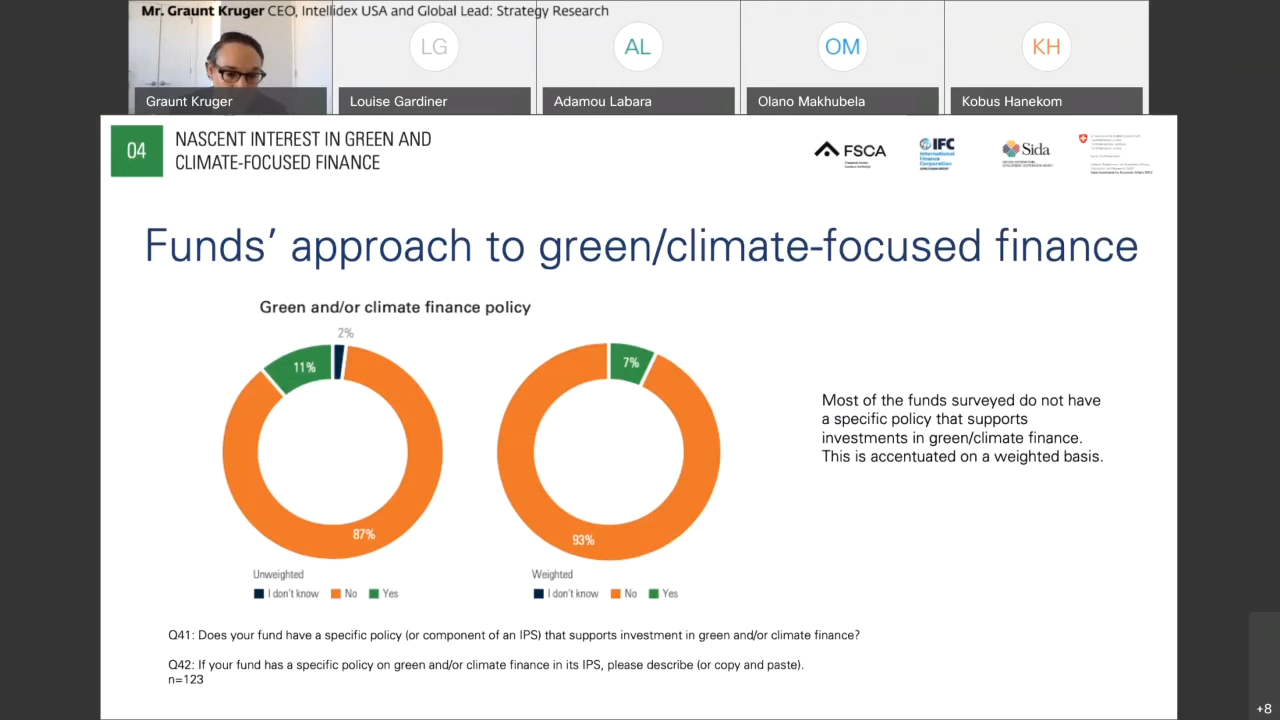 Mr. Graunt Kruger CEO, Intellidex USA and Global Lead: Strategy Research
LG
AL
OM
KH
Graunt Kruger
Louise Gardiner
Adamou Labara
Olano Makhubela
Kobus Hanekom
04
NASCENT INTEREST IN GREEN AND
CLIMATE-FOCUSED FINANCE
FSCA
IFC
International
Finance
Corporation
Sida
Funds’ approach to green/climate-focused finance
Green and/or climate finance policy
2%
11%
7%
87%
93%
Most of the funds surveyed do not have
a specific policy that supports
investments in green/climate finance.
This is accentuated on a weighted basis.
Unweighted
I don't know No Yes
Weighted
I don't know No Yes
Q41: Does your fund have a specific policy (or component of an IPS) that supports investment in green and/or climate finance?
Q42: If your fund has a specific policy on green and/or climate finance in its IPS, please describe (or copy and paste).
n=123
+8